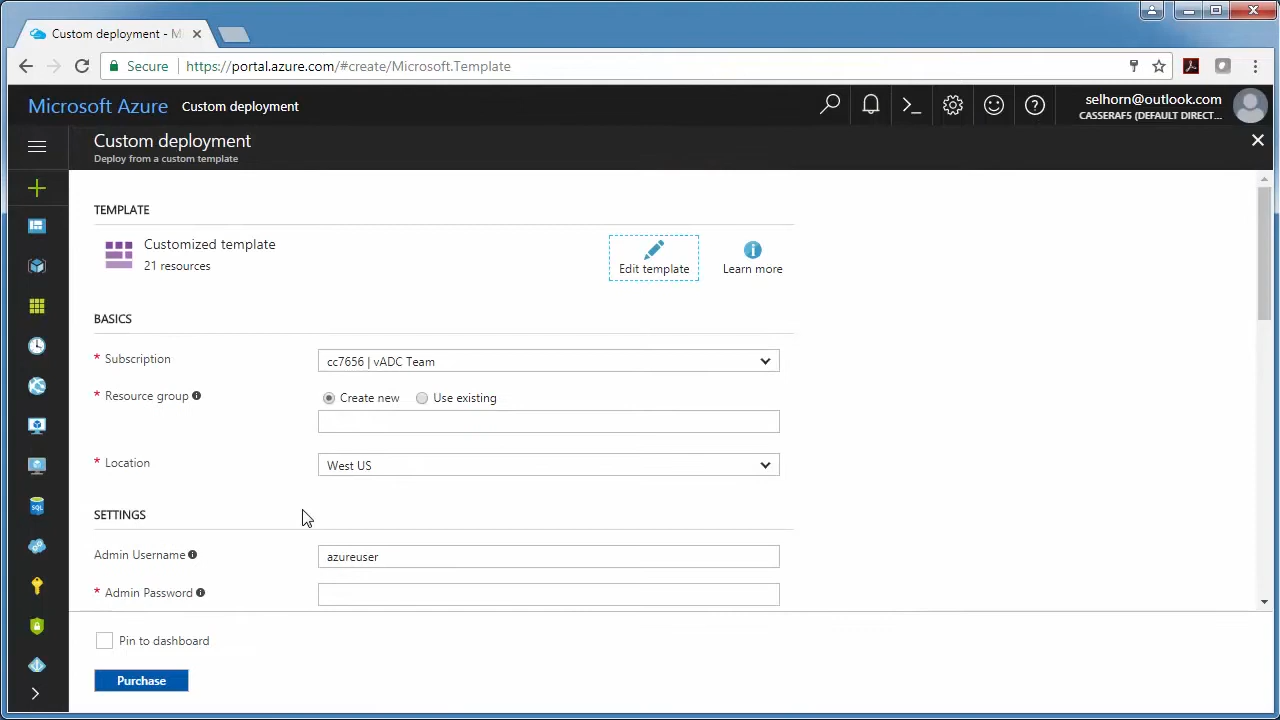 Custom deployment - Mi
Secure
https://portal.azure.com/#create/Microsoft.Template
Microsoft Azure Custom deployment
selhorn@outlook.com
CASSERAF5 (DEFAULT DIRECT...
Custom deployment
Deploy from a custom template
TEMPLATE
Customized template
21 resources
Edit template
Learn more
BASICS
* Subscription
cc7656 | vADC Team
* Resource group
Create new
Use existing
* Location
West US
SETTINGS
Admin Username
azureuser
* Admin Password
Pin to dashboard
Purchase
SQL